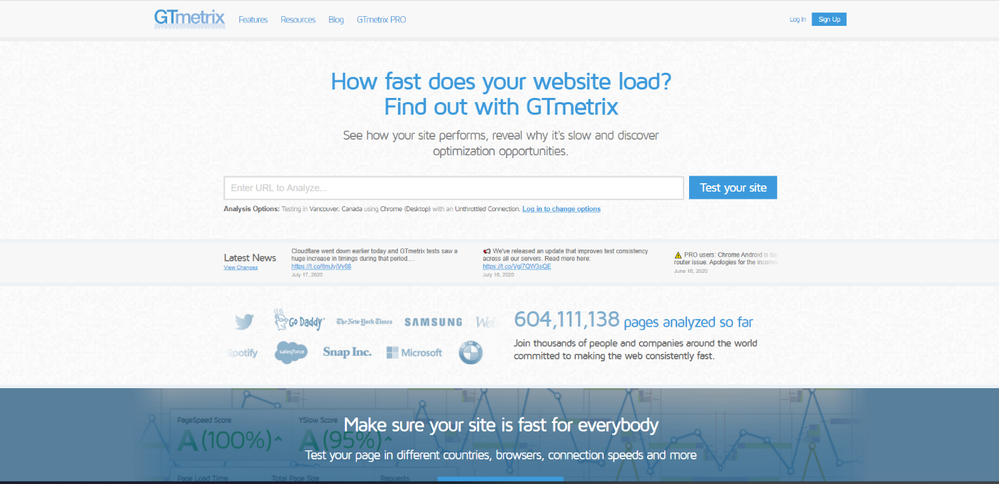 GTmetrix
Features Resources Blog GTmetrix PRO
Log In Sign Up
How fast does your website load?
Find out with GTmetrix
See how your site performs, reveal why it's slow and discover
optimization opportunities.
Enter URL to Analyze...
Test your site
Analysis Options: Testing in Vancouver, Canada using Chrome (Desktop) with an Unthrottled Connection. Log in to change options
Latest News
View Changes
Cloudflare went down earlier today and GTmetrix tests saw a
huge increase in timings during that period....
July 17, 2020
We've released an update that improves test consistency
across all our servers. Read more here:
https://t.co/Vgl7QW3sQE
July 16, 2020
PRO users: Chrome Android is ba
router issue. Apologies for the
June 16, 2020
Go Daddy
The New York Times
SAMSUNG
Web
Spotify
salesforce
Snap Inc.
Microsoft
BMW
604,111,138 pages analyzed so far
Join thousands of people and companies around the world
committed to making the web consistently fast.
PageSpeed Score
A (100%)
YSlow Score
A (95%)
Make sure your site is fast for everybody
Test your page in different countries, browsers, connection speeds and more
Page Load Time
Total Page Size
Requests